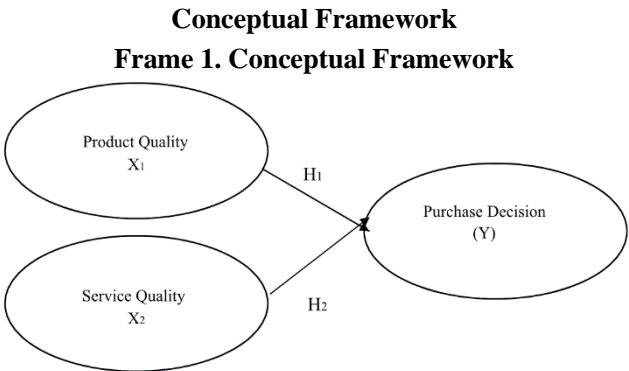 Conceptual Framework
Frame 1. Conceptual Framework
Product Quality
X1
H1
Purchase Decision
(Y)
Service Quality
X2
H2